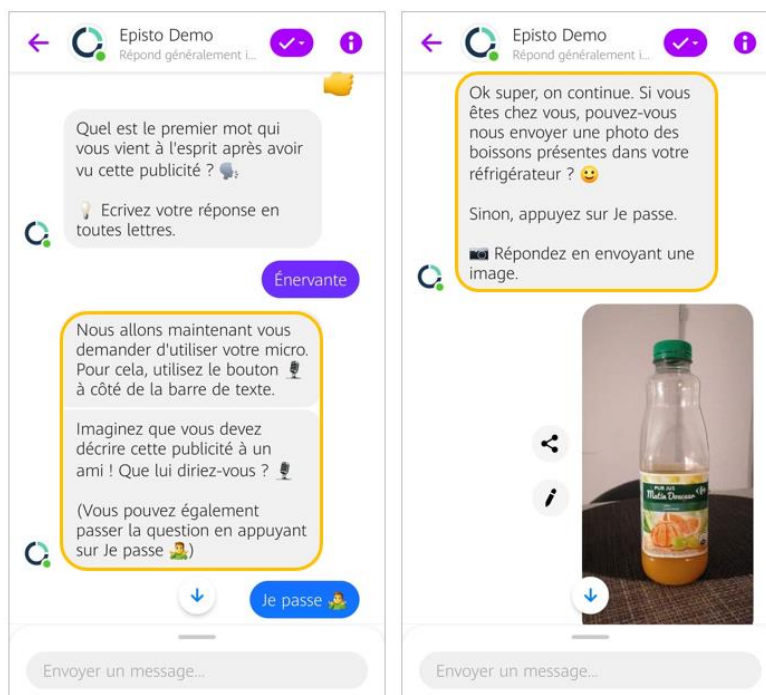 Episto Demo
Répond généralement i...
Quel est le premier mot qui
vous vient à l'esprit après avoir
vu cette publicité ? 🗣️
💡 Ecrivez votre réponse en
toutes lettres.
Énervante
Nous allons maintenant vous
demander d'utiliser votre micro.
Pour cela, utilisez le bouton 🎙️
à côté de la barre de texte.
Imaginez que vous devez
décrire cette publicité à un
ami ! Que lui diriez-vous ? 🎙️
(Vous pouvez également
passer la question en appuyant
sur Je passe 🤷‍♂️)
Je passe 🤷‍♂️
Envoyer un message...
Episto Demo
Répond généralement i...
Ok super, on continue. Si vous
êtes chez vous, pouvez-vous
nous envoyer une photo des
boissons présentes dans votre
réfrigérateur ? 😀
Sinon, appuyez sur Je passe.
📷 Répondez en envoyant une
image.
PUR JUS
Matin Douceur
Envoyer un message...